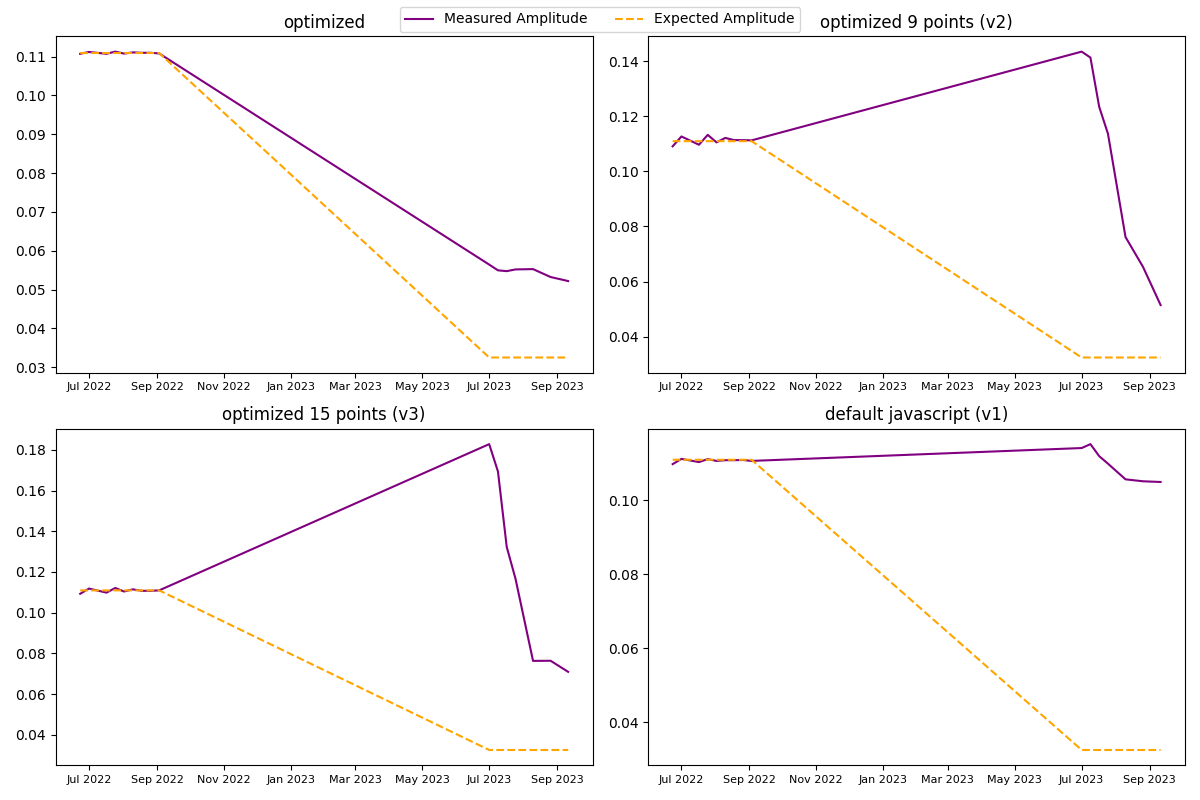 optimized
Measured Amplitude
Expected Amplitude
optimized 9 points (v2)
0.11
0.10
0.09
0.08
0.07
0.06
0.05
0.04
0.03
Jul 2022 Sep 2022 Nov 2022 Jan 2023 Mar 2023 May 2023 Jul 2023 Sep 2023
0.14
0.12
0.10
0.08
0.06
0.04
Jul 2022 Sep 2022 Nov 2022 Jan 2023 Mar 2023 May 2023 Jul 2023 Sep 2023
optimized 15 points (v3)
0.18
0.16
0.14
0.12
0.10
0.08
0.06
0.04
Jul 2022 Sep 2022 Nov 2022 Jan 2023 Mar 2023 May 2023 Jul 2023 Sep 2023
default javascript (v1)
0.10
0.08
0.06
0.04
Jul 2022 Sep 2022 Nov 2022 Jan 2023 Mar 2023 May 2023 Jul 2023 Sep 2023